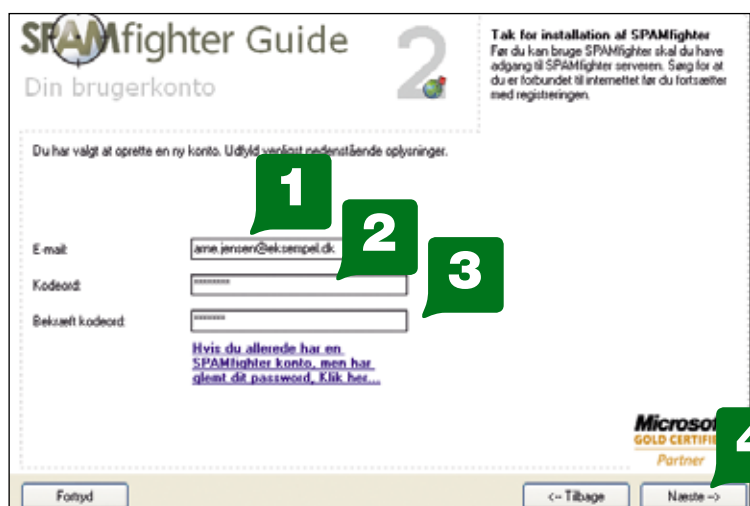 SPAMfighter Guide
2
Din brugerkonto
Tak for installation af SPAMfighter
Før du kan bruge SPAMfighter skal du have
adgang til SPAMfighter serveren. Sørg for at
du er forbundet til internettet før du fortsætter
med registreringen.
Du har valgt at oprette en ny konto. Udfyld venligst nedenstående oplysninger.
1
2
3
E-mail: arne.jensen@eksempel.dk
Kodeord: ********
Bekræft kodeord: ********
Hvis du allerede har en
SPAMfighter konto, men har
glemt dit password, Klik her...
Microsof
GOLD CERTIFIE
Partner
4
Fortryd
<-- Tilbage
Næste -->